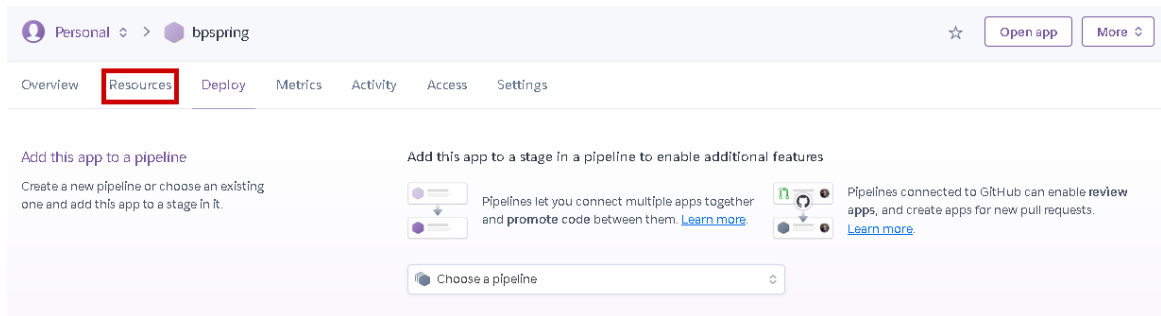 Personal > bpspring Open app More
Overview Resources Deploy Metrics Activity Access Settings
Add this app to a pipeline
Create a new pipeline or choose an existing
one and add this app to a stage in it.
Add this app to a stage in a pipeline to enable additional features
Pipelines let you connect multiple apps together
and promote code between them. Learn more.
Pipelines connected to GitHub can enable review
apps, and create apps for new pull requests.
Learn more.
Choose a pipeline